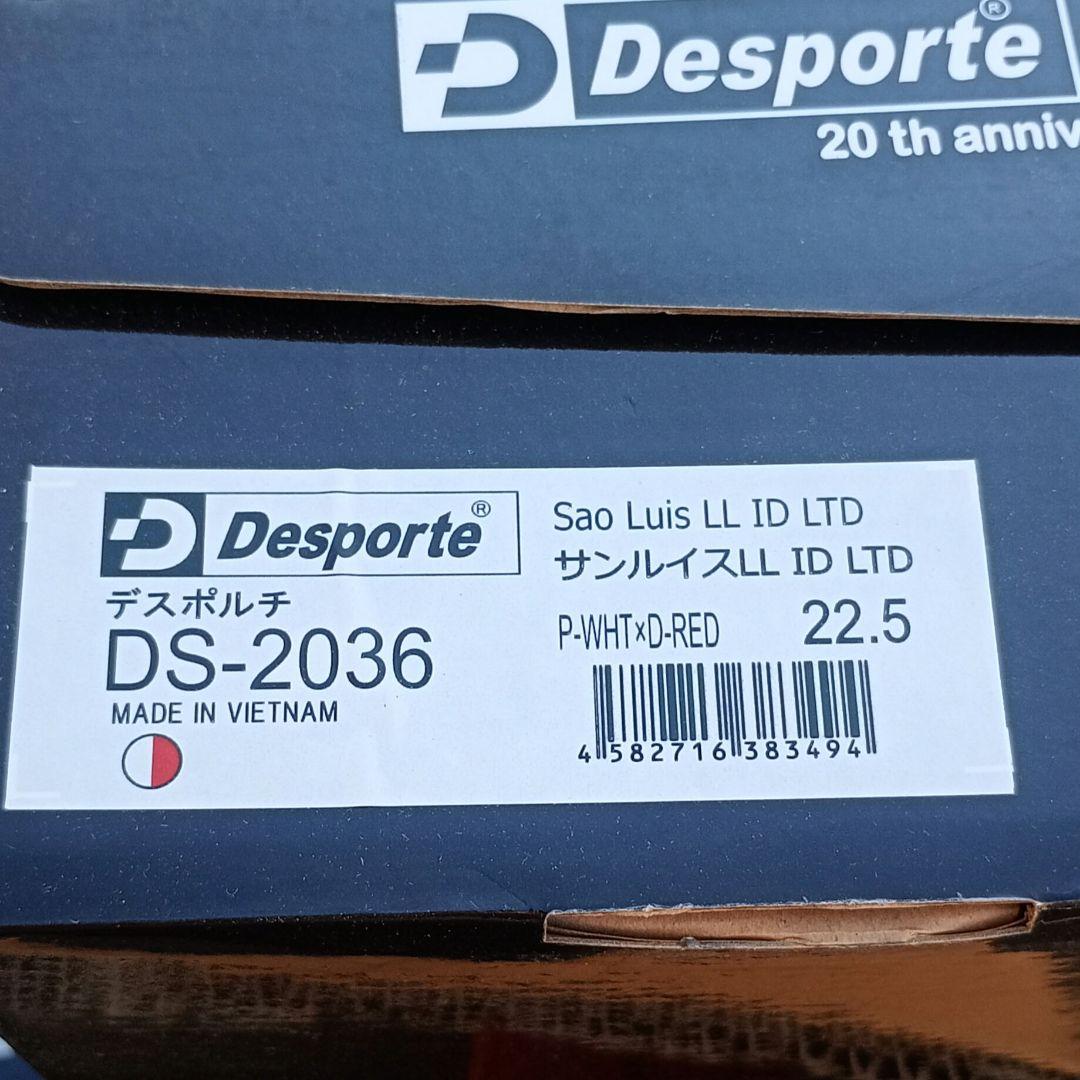 Desporte®
20 th anniv
Desporte®
デスポルチ
DS-2036
MADE IN VIETNAM
Sao Luis LL ID LTD
サンルイスLL ID LTD
P-WHT×D-RED 22.5
4582716383494